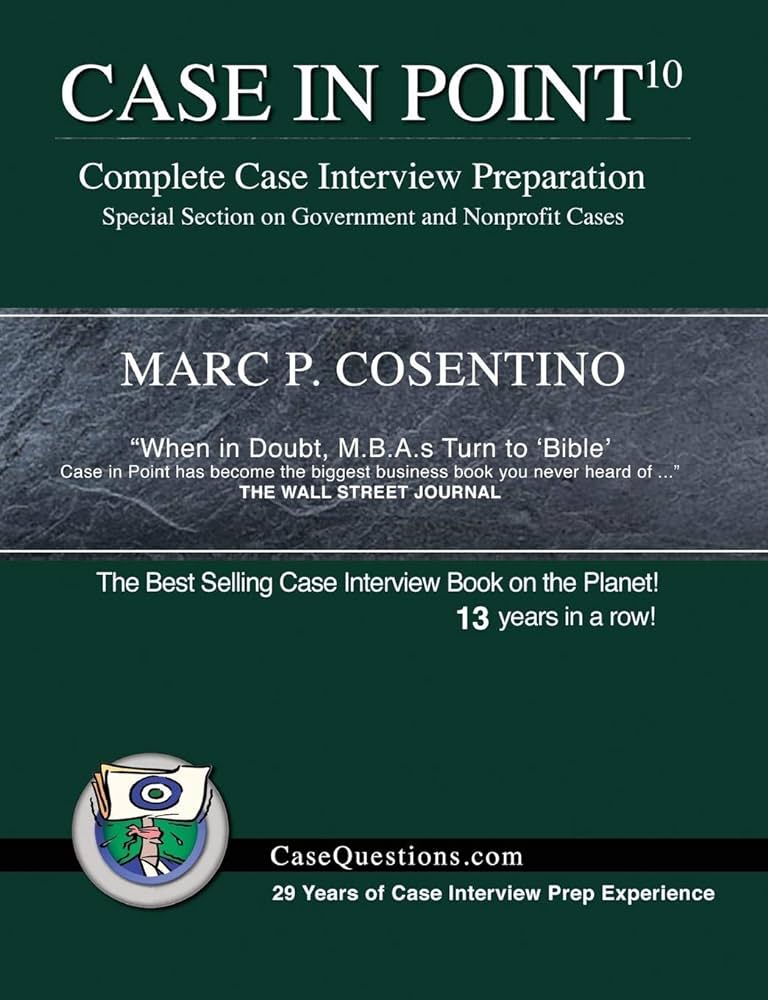 CASE IN POINT10
Complete Case Interview Preparation
Special Section on Government and Nonprofit Cases
MARC P. COSENTINO
“When in Doubt, M.B.A.s Turn to ‘Bible’
Case in Point has become the biggest business book you never heard of ...”
THE WALL STREET JOURNAL
The Best Selling Case Interview Book on the Planet!
13 years in a row!
CaseQuestions.com
29 Years of Case Interview Prep Experience